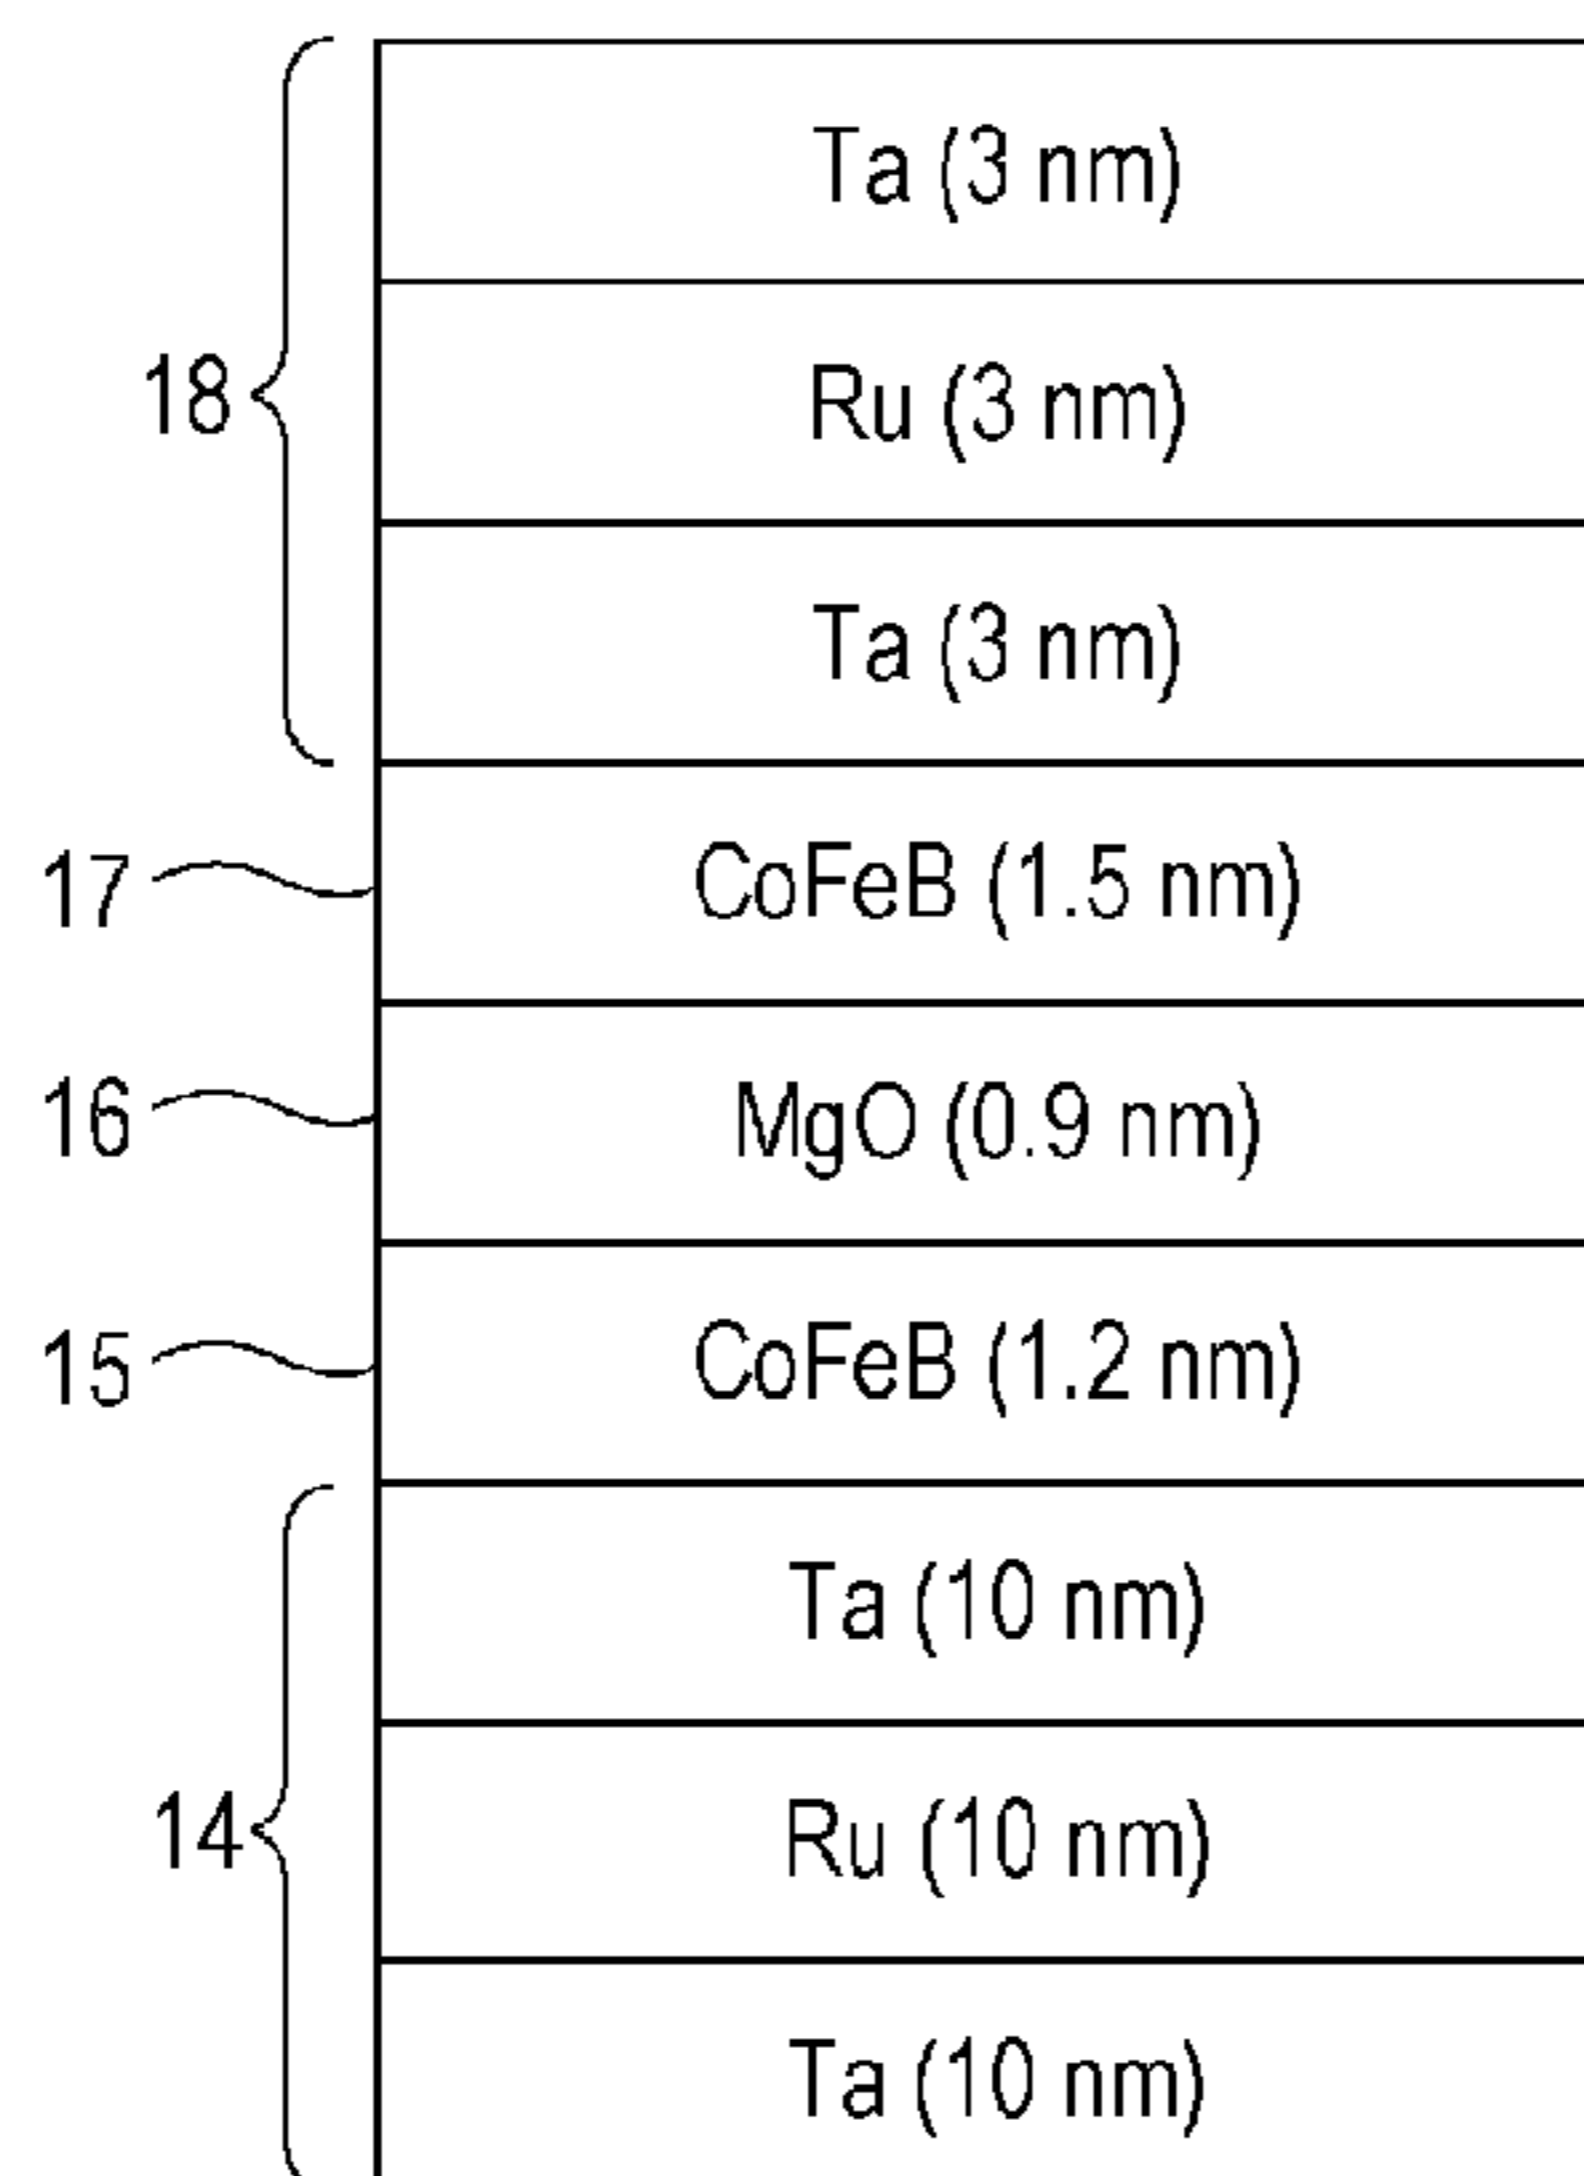 Ta (3 nm)
18
Ru (3 nm)
Ta (3 nm)
17
CoFeB (1.5 nm)
16
MgO (0.9 nm)
15
CoFeB (1.2 nm)
Ta (10 nm)
14
Ru (10 nm)
Ta (10 nm)